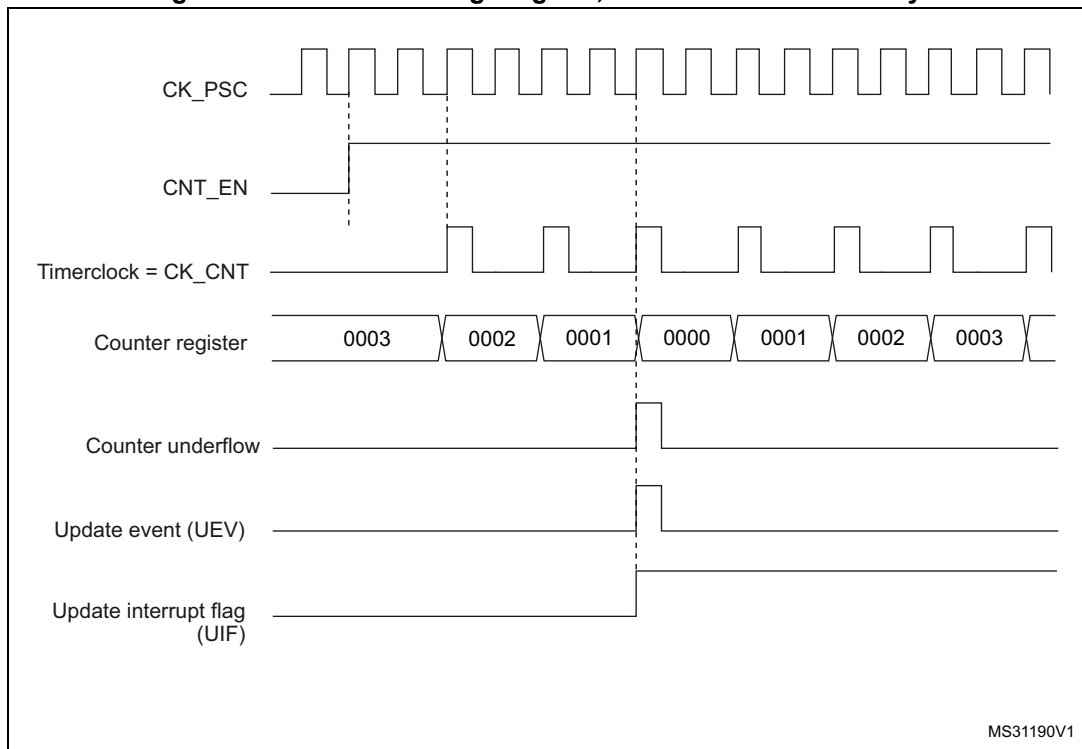 CK_PSC
CNT_EN
Timerclock = CK_CNT
Counter register
0003
0002
0001
0000
0001
0002
0003
Counter underflow
Update event (UEV)
Update interrupt flag
(UIF)
MS31190V1